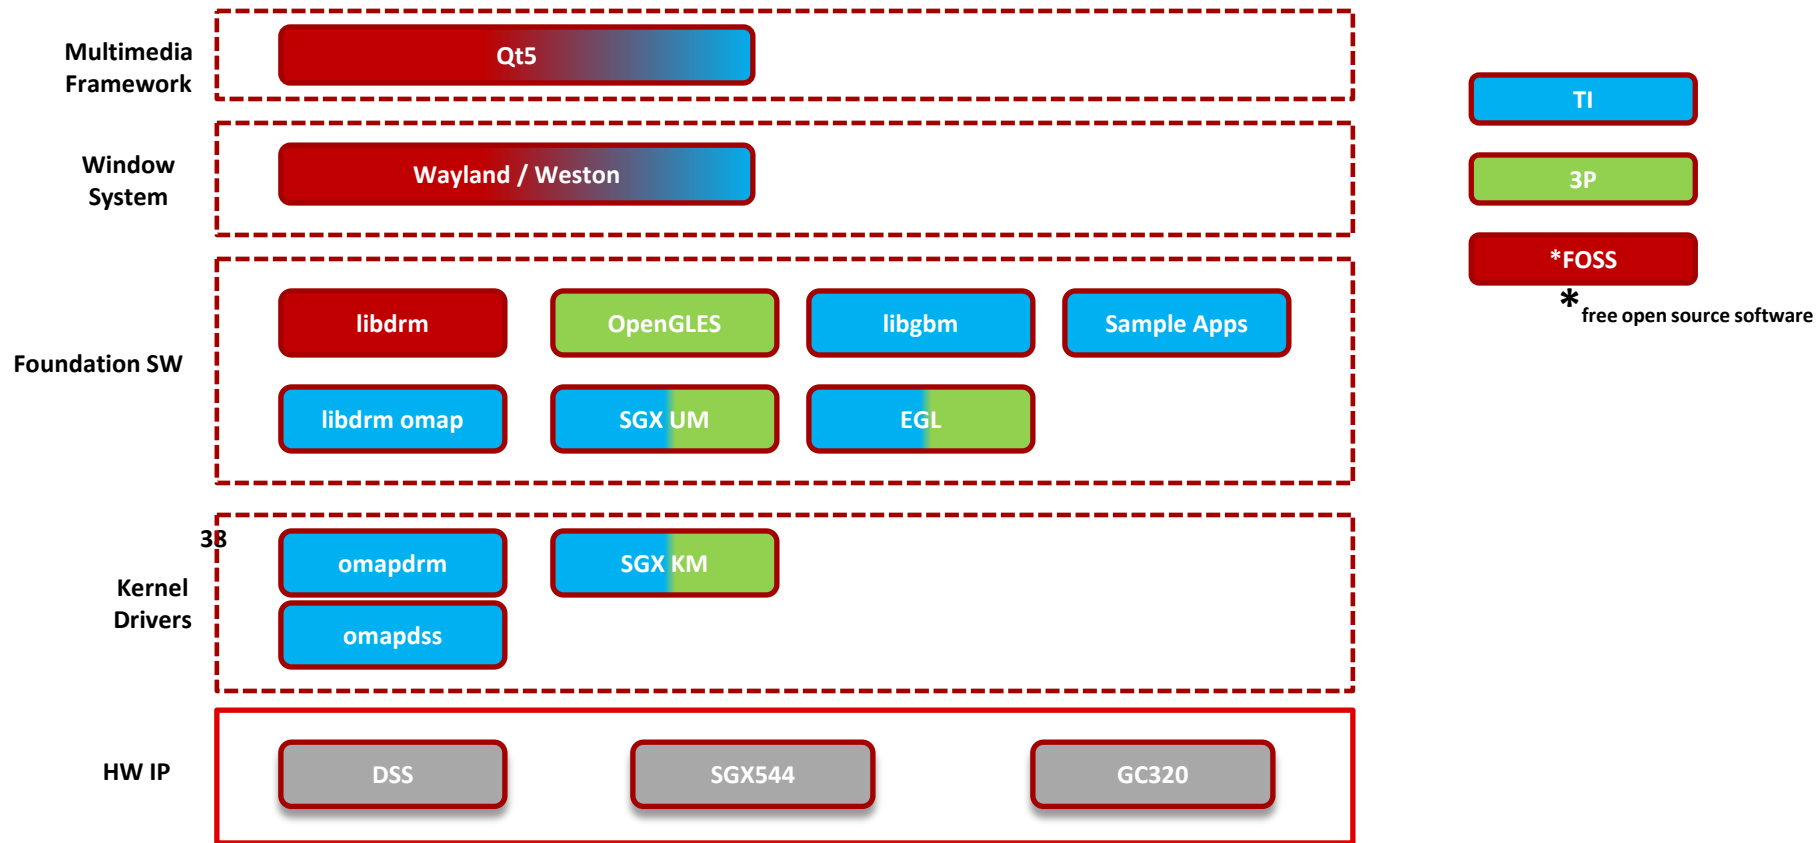 Multimedia
Framework
Qt5
TI
Window
System
Wayland / Weston
3P
*FOSS
* free open source software
Foundation SW
libdrm
OpenGLES
libgbm
Sample Apps
libdrm omap
SGX UM
EGL
38
Kernel
Drivers
omapdrm
SGX KM
omapdss
HW IP
DSS
SGX544
GC320